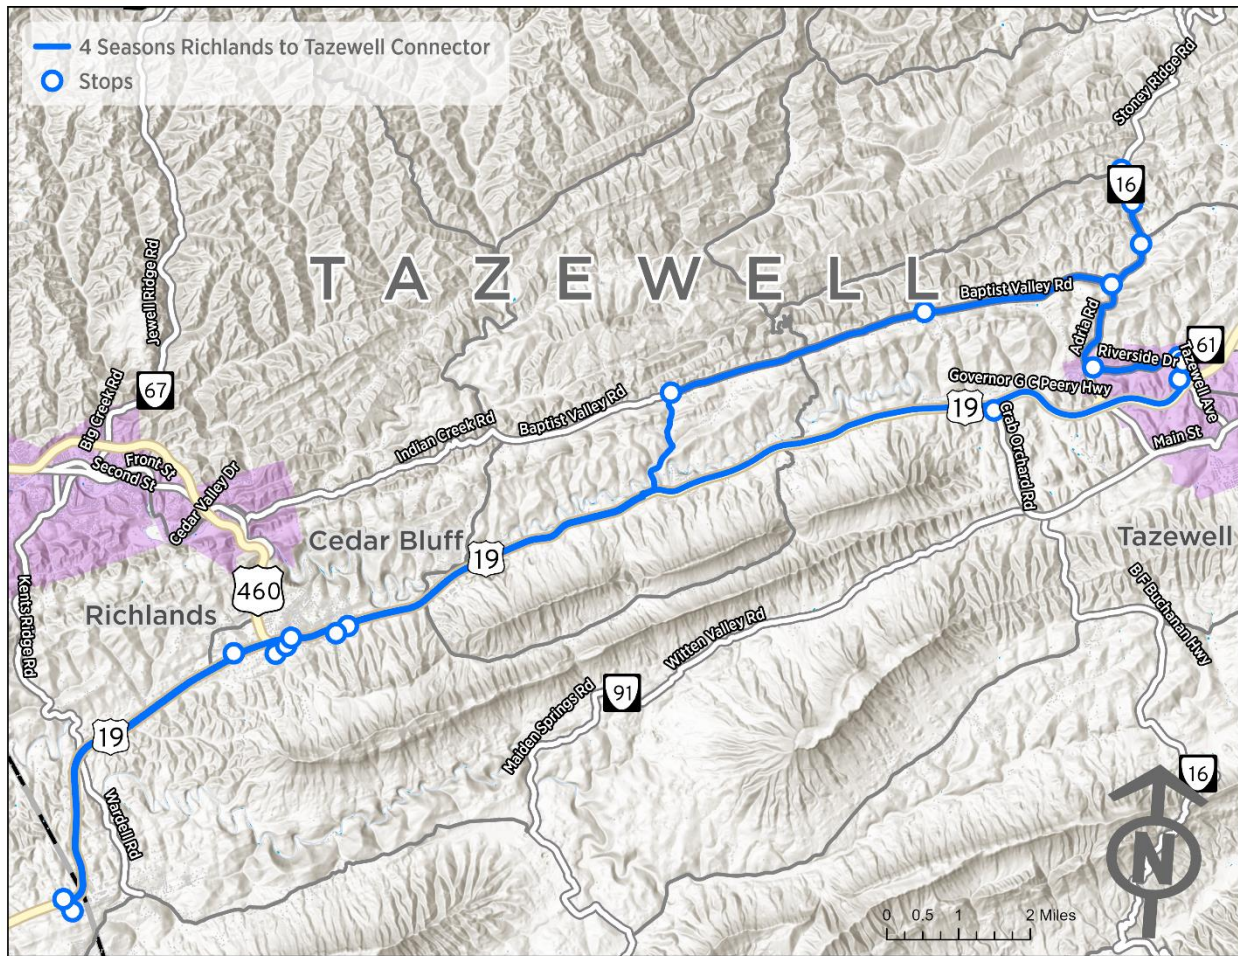 4 Seasons Richlands to Tazewell Connector
Stops
Stoney Ridge Rd
16
TAZEWELL
Jewell Ridge Rd
Baptist Valley Rd
Adria Rd
Riverside Dr
61
Tazewell Ave
Governor G C Peery Hwy
67
Big Creek Rd
Front St
Second St
Cedar Valley Dr
Indian Creek Rd
Baptist Valley Rd
19
Crab Orchard Rd
Main St
Cedar Bluff
19
Tazewell
460
Richlands
Kents Ridge Rd
B F Buchanan Hwy
Witten Valley Rd
91
Maiden Springs Rd
19
Wardell Rd
16
N
0 0.5 1 2 Miles